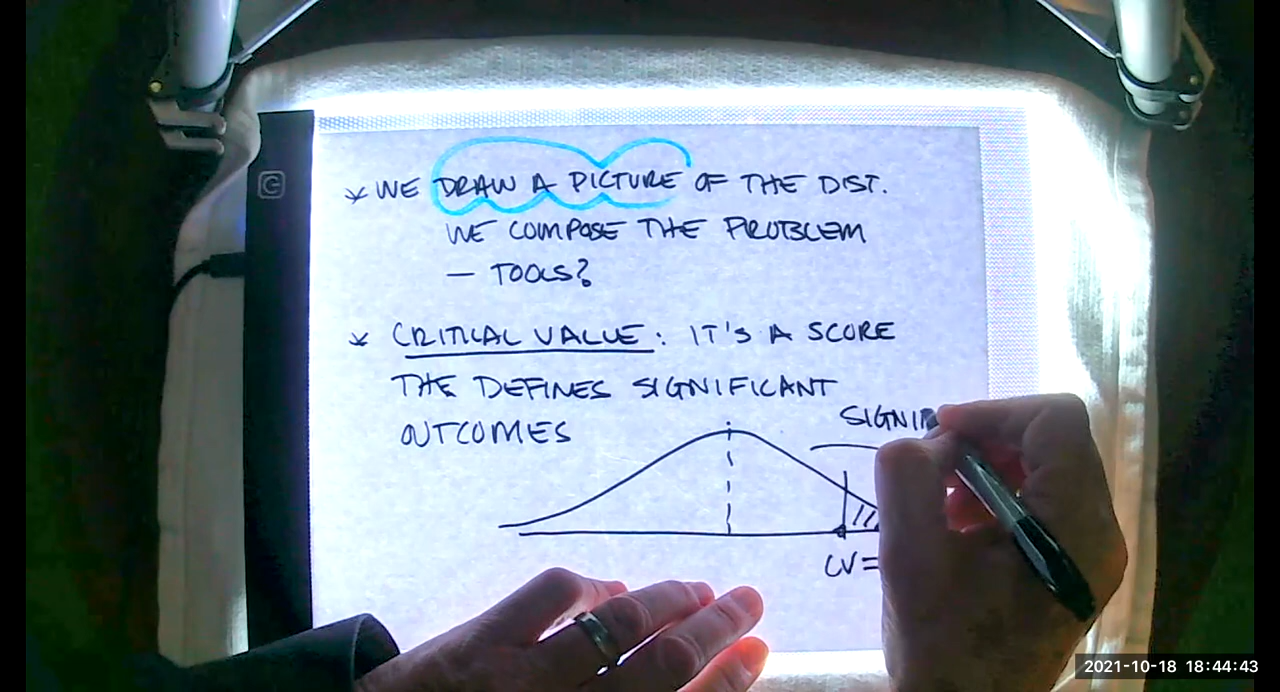 * WE DRAW A PICTURE OF THE DIST.
WE COMPOSE THE PROBLEM
— TOOLS?
* CRITICAL VALUE: IT'S A SCORE
THE DEFINES SIGNIFICANT
OUTCOMES
SIGNIF
CV=
2021-10-18 18:44:43